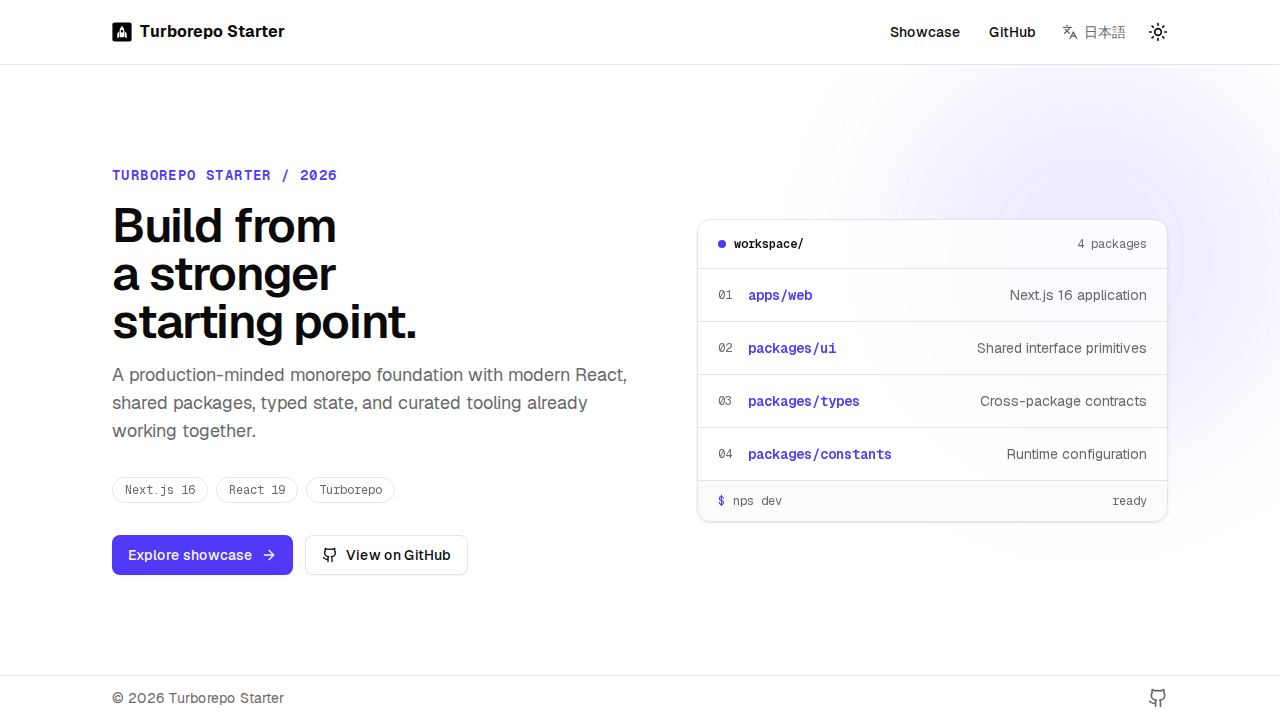 Turborepo Starter
Showcase
GitHub
日本語
TURBOREPO STARTER / 2026
Build from
a stronger
starting point.
A production-minded monorepo foundation with modern React,
shared packages, typed state, and curated tooling already
working together.
Next.js 16
React 19
Turborepo
Explore showcase
View on GitHub
workspace/
4 packages
01 apps/web Next.js 16 application
02 packages/ui Shared interface primitives
03 packages/types Cross-package contracts
04 packages/constants Runtime configuration
$ nps dev
ready
© 2026 Turborepo Starter